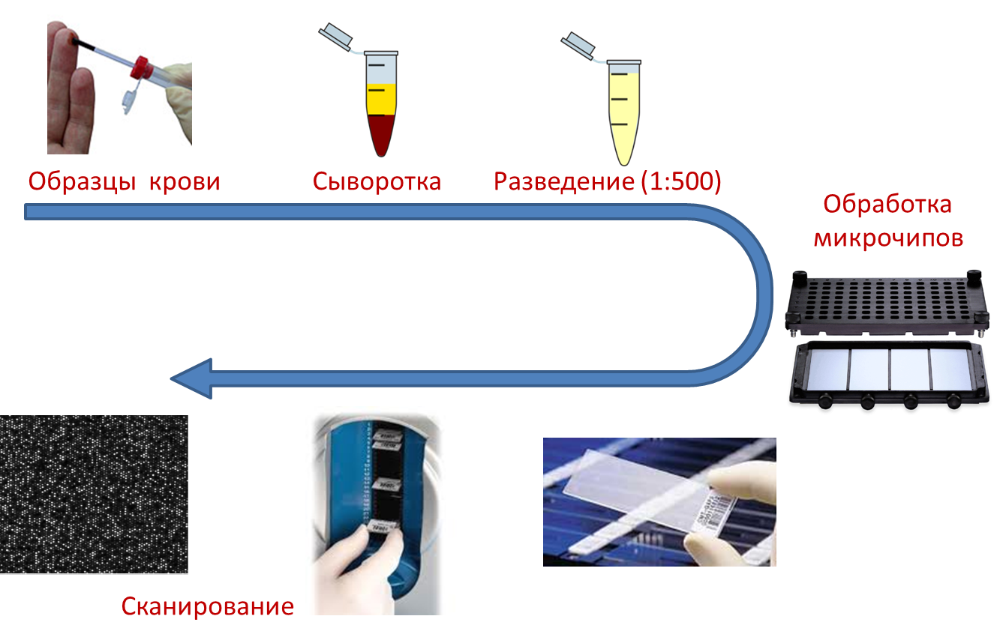 Образцы крови
Сыворотка
Разведение (1:500)
Обработка
микрочипов
Сканирование